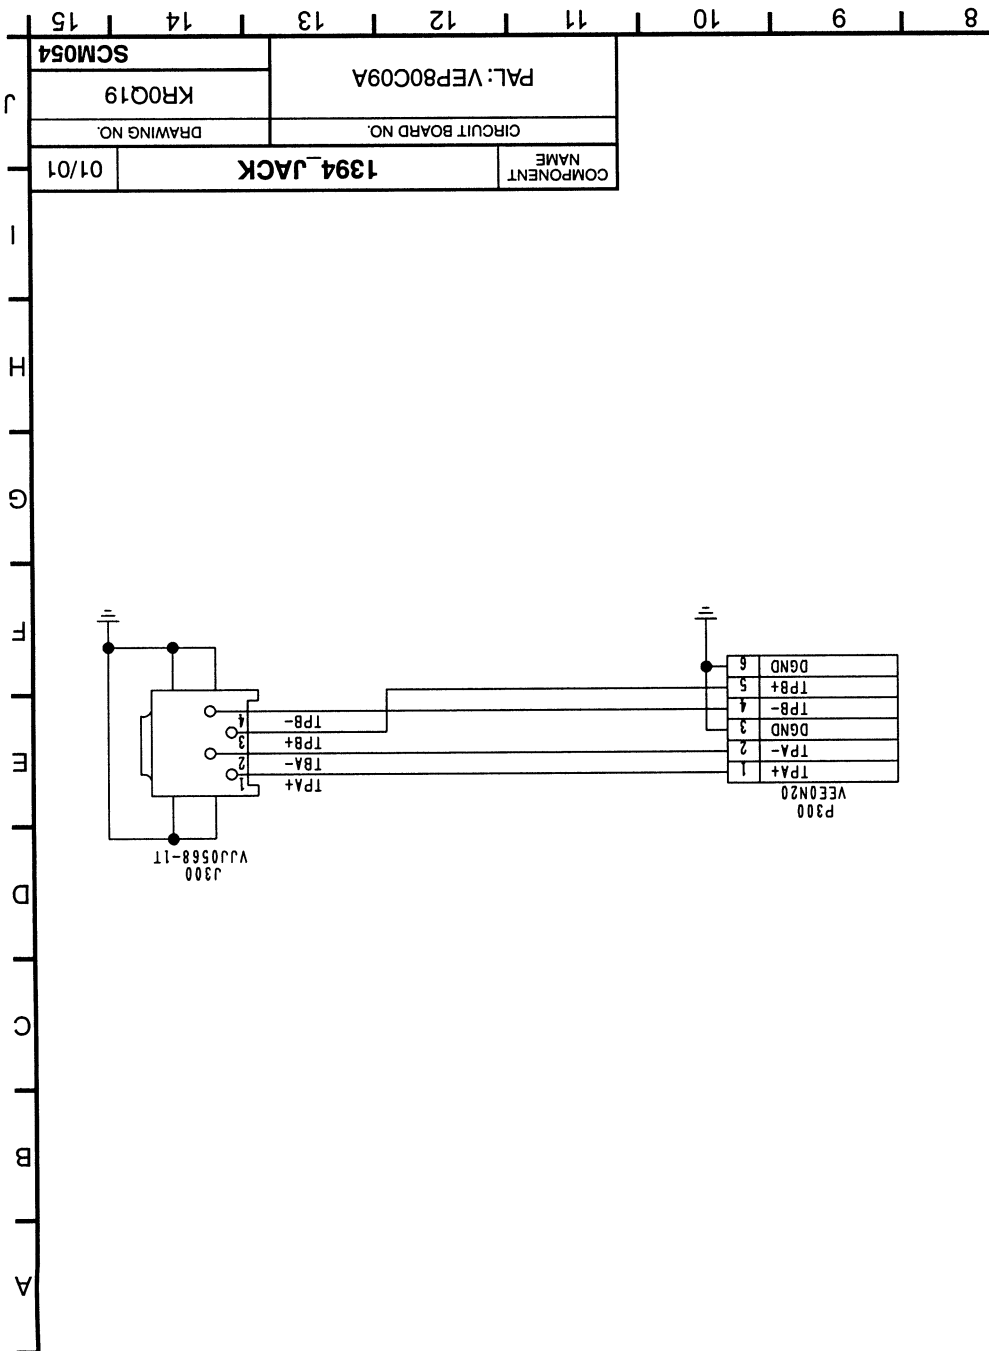 A
B
C
D
E
F
G
H
I
J
P300
VEE0N20
TPA+ 1
TPA- 2
DGND 3
TPB- 4
TPB+ 5
DGND 6
J300
VJJ0568-1T
TPA+ 1
TBA- 2
TPB+ 3
TPB- 4
COMPONENT
NAME
1394_JACK
01/01
CIRCUIT BOARD NO.
DRAWING NO.
PAL: VEP80C09A
KR0Q19
SCM054
8 9 10 11 12 13 14 15